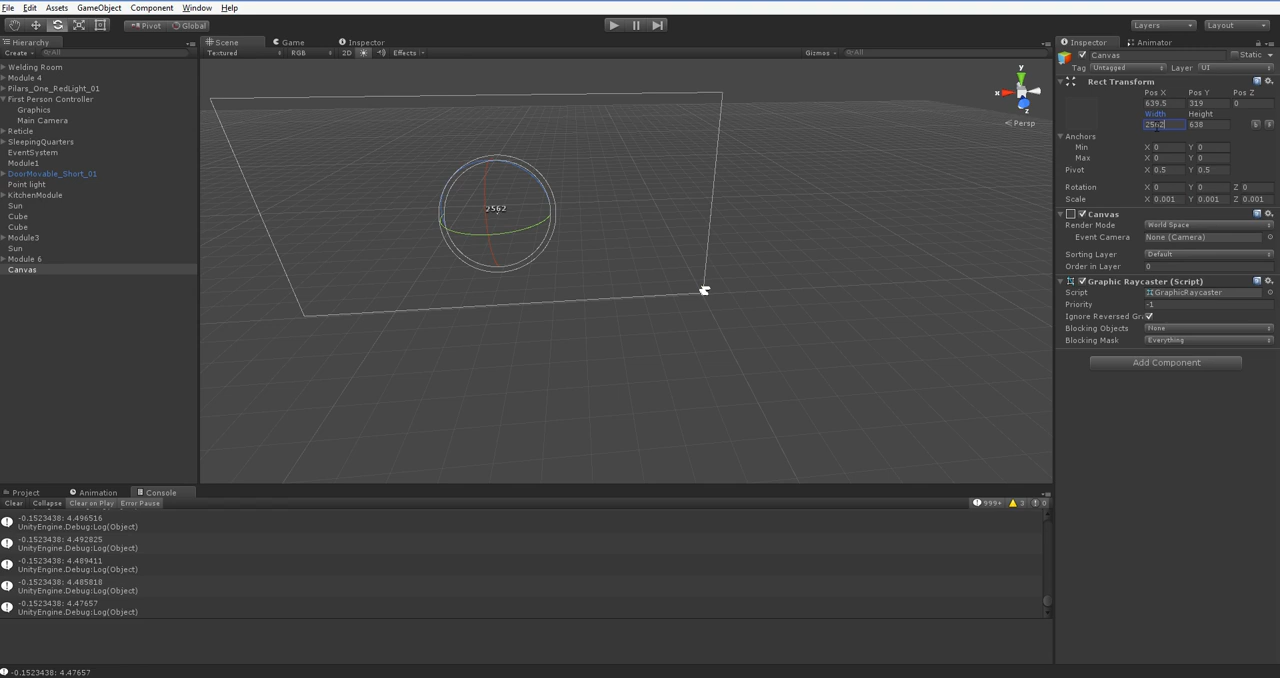 File Edit Assets GameObject Component Window Help
Pivot Global Layers Layout
Hierarchy Scene Game Inspector Inspector Animator
Create All Textured RGB 2D Effects Gizmos All Canvas Static
Tag Untagged Layer UI
Welding Room
Module 4
Pillars_One_RedLight_01
First Person Controller
Graphics
Main Camera
Reticle
SleepingQuarters
EventSystem
Module1
DoorMovable_Short_01
Point light
KitchenModule
Sun
Cube
Cube
Module3
Sun
Module 6
Canvas
y
x
z
Persp
2562
Rect Transform
Pos X Pos Y Pos Z
639.5 319 0
Width Height
2562 638
Anchors
Min X 0 Y 0
Max X 0 Y 0
Pivot X 0.5 Y 0.5
Rotation X 0 Y 0 Z 0
Scale X 0.001 Y 0.001 Z 0.001
Canvas
Render Mode World Space
Event Camera None (Camera)
Sorting Layer Default
Order in Layer 0
Graphic Raycaster (Script)
Script GraphicRaycaster
Priority -1
Ignore Reversed Gra
Blocking Objects None
Blocking Mask Everything
Add Component
Project Animation Console
Clear Collapse Clear on Play Error Pause 999+ 3 0
-0.1523438: 4.496516
UnityEngine.Debug:Log(Object)
-0.1523438: 4.492825
UnityEngine.Debug:Log(Object)
-0.1523438: 4.489411
UnityEngine.Debug:Log(Object)
-0.1523438: 4.485818
UnityEngine.Debug:Log(Object)
-0.1523438: 4.47657
UnityEngine.Debug:Log(Object)
-0.1523438: 4.47657